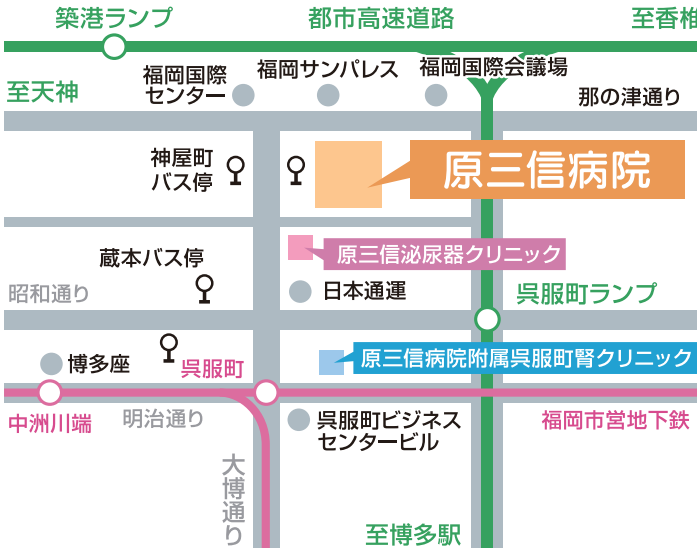 築港ランプ
都市高速道路
至香椎
至天神
福岡国際
センター
福岡サンパレス
福岡国際会議場
那の津通り
神屋町
バス停
原三信病院
蔵本バス停
原三信泌尿器クリニック
昭和通り
日本通運
呉服町ランプ
博多座
呉服町
原三信病院附属呉服町腎クリニック
中洲川端
明治通り
呉服町ビジネス
センタービル
福岡市営地下鉄
大博通り
至博多駅